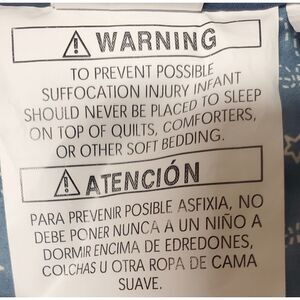 ⚠ WARNING
TO PREVENT POSSIBLE
SUFFOCATION INJURY INFANT
SHOULD NEVER BE PLACED TO SLEEP
ON TOP OF QUILTS, COMFORTERS,
OR OTHER SOFT BEDDING.
⚠ ATENCIÓN
PARA PREVENIR POSIBLE ASFIXIA, NO
DEBE PONER NUNCA A UN NIÑO A
DORMIR ENCIMA DE EDREDONES,
COLCHAS U OTRA ROPA DE CAMA
SUAVE.